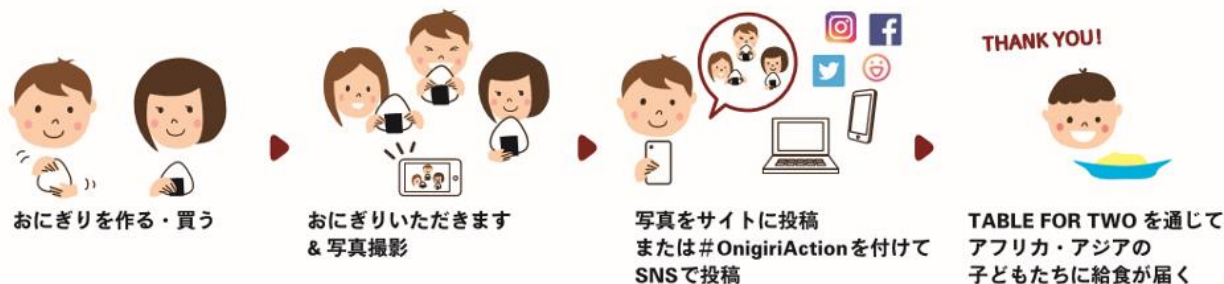 THANK YOU!
おにぎりを作る・買う
おにぎりいただきます
& 写真撮影
写真をサイトに投稿
または#OnigiriActionを付けて
SNSで投稿
TABLE FOR TWO を通じて
アフリカ・アジアの
子どもたちに給食が届く